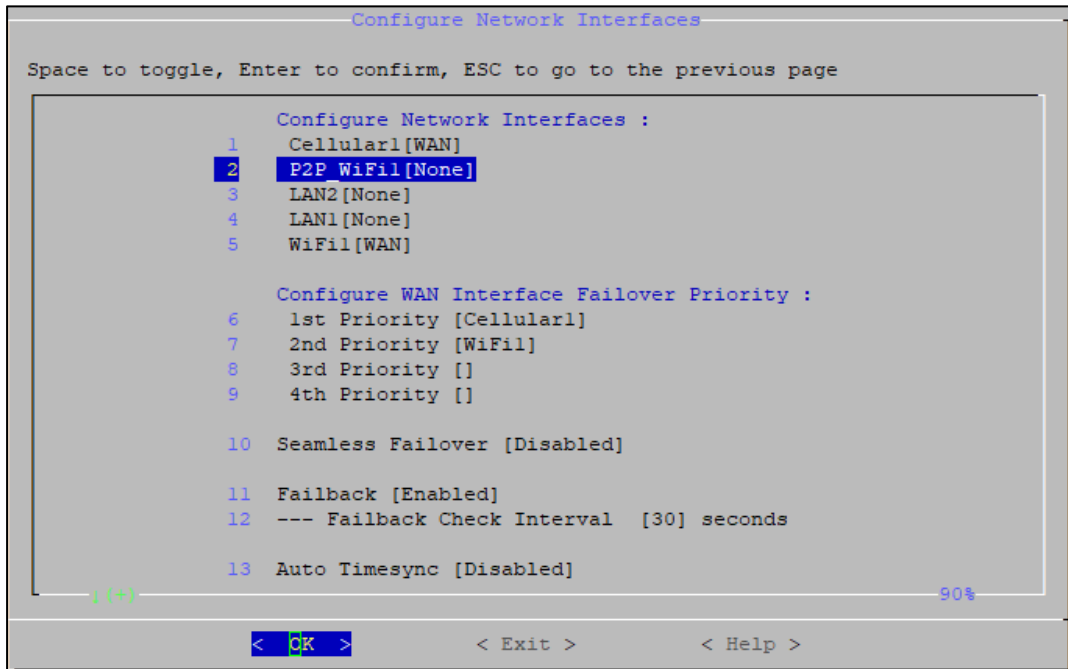 Configure Network Interfaces
Space to toggle, Enter to confirm, ESC to go to the previous page
Configure Network Interfaces :
1 Cellular1[WAN]
2 P2P_WiFi1[None]
3 LAN2[None]
4 LAN1[None]
5 WiFi1[WAN]
Configure WAN Interface Failover Priority :
6 1st Priority [Cellular1]
7 2nd Priority [WiFi1]
8 3rd Priority []
9 4th Priority []
10 Seamless Failover [Disabled]
11 Failback [Enabled]
12 --- Failback Check Interval [30] seconds
13 Auto Timesync [Disabled]
↓(+) 90%
< OK > < Exit > < Help >